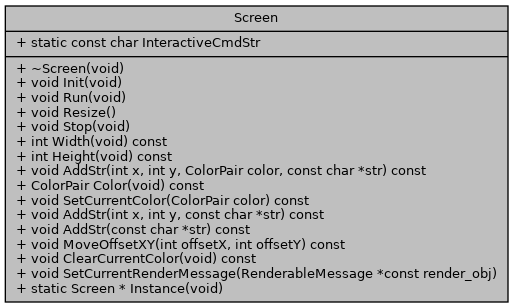 Screen
+ static const char InteractiveCmdStr
+ ~Screen(void)
+ void Init(void)
+ void Run(void)
+ void Resize()
+ void Stop(void)
+ int Width(void) const
+ int Height(void) const
+ void AddStr(int x, int y, ColorPair color, const char *str) const
+ ColorPair Color(void) const
+ void SetCurrentColor(ColorPair color) const
+ void AddStr(int x, int y, const char *str) const
+ void AddStr(const char *str) const
+ void MoveOffsetXY(int offsetX, int offsetY) const
+ void ClearCurrentColor(void) const
+ void SetCurrentRenderMessage(RenderableMessage *const render_obj)
+ static Screen * Instance(void)